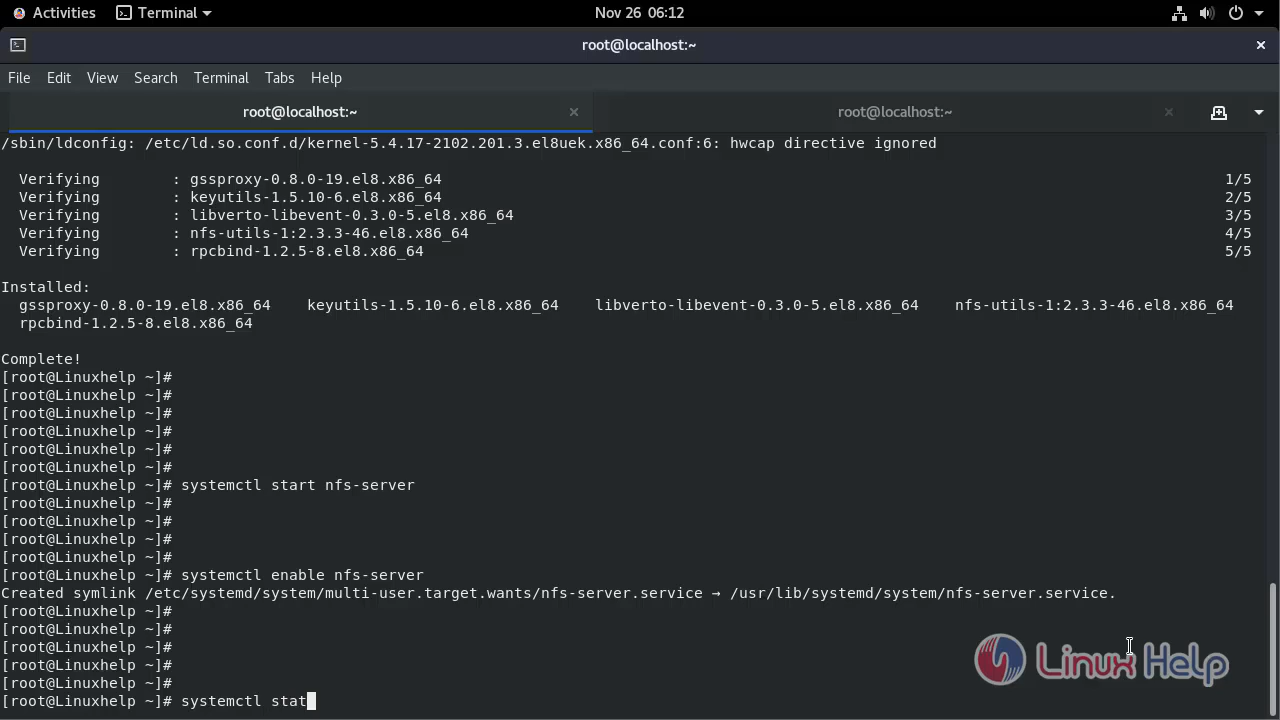 Activities Terminal Nov 26 06:12
root@localhost:~ ×
File Edit View Search Terminal Tabs Help
root@localhost:~ × root@localhost:~ ×
/sbin/ldconfig: /etc/ld.so.conf.d/kernel-5.4.17-2102.201.3.el8uek.x86_64.conf:6: hwcap directive ignored
Verifying : gssproxy-0.8.0-19.el8.x86_64 1/5
Verifying : keyutils-1.5.10-6.el8.x86_64 2/5
Verifying : libverto-libevent-0.3.0-5.el8.x86_64 3/5
Verifying : nfs-utils-1:2.3.3-46.el8.x86_64 4/5
Verifying : rpcbind-1.2.5-8.el8.x86_64 5/5
Installed:
gssproxy-0.8.0-19.el8.x86_64 keyutils-1.5.10-6.el8.x86_64 libverto-libevent-0.3.0-5.el8.x86_64 nfs-utils-1:2.3.3-46.el8.x86_64
rpcbind-1.2.5-8.el8.x86_64
Complete!
[root@Linuxhelp ~]#
[root@Linuxhelp ~]#
[root@Linuxhelp ~]#
[root@Linuxhelp ~]#
[root@Linuxhelp ~]#
[root@Linuxhelp ~]#
[root@Linuxhelp ~]# systemctl start nfs-server
[root@Linuxhelp ~]#
[root@Linuxhelp ~]#
[root@Linuxhelp ~]#
[root@Linuxhelp ~]#
[root@Linuxhelp ~]# systemctl enable nfs-server
Created symlink /etc/systemd/system/multi-user.target.wants/nfs-server.service → /usr/lib/systemd/system/nfs-server.service.
[root@Linuxhelp ~]#
[root@Linuxhelp ~]#
[root@Linuxhelp ~]#
[root@Linuxhelp ~]#
[root@Linuxhelp ~]#
[root@Linuxhelp ~]# systemctl stat
Linux Help